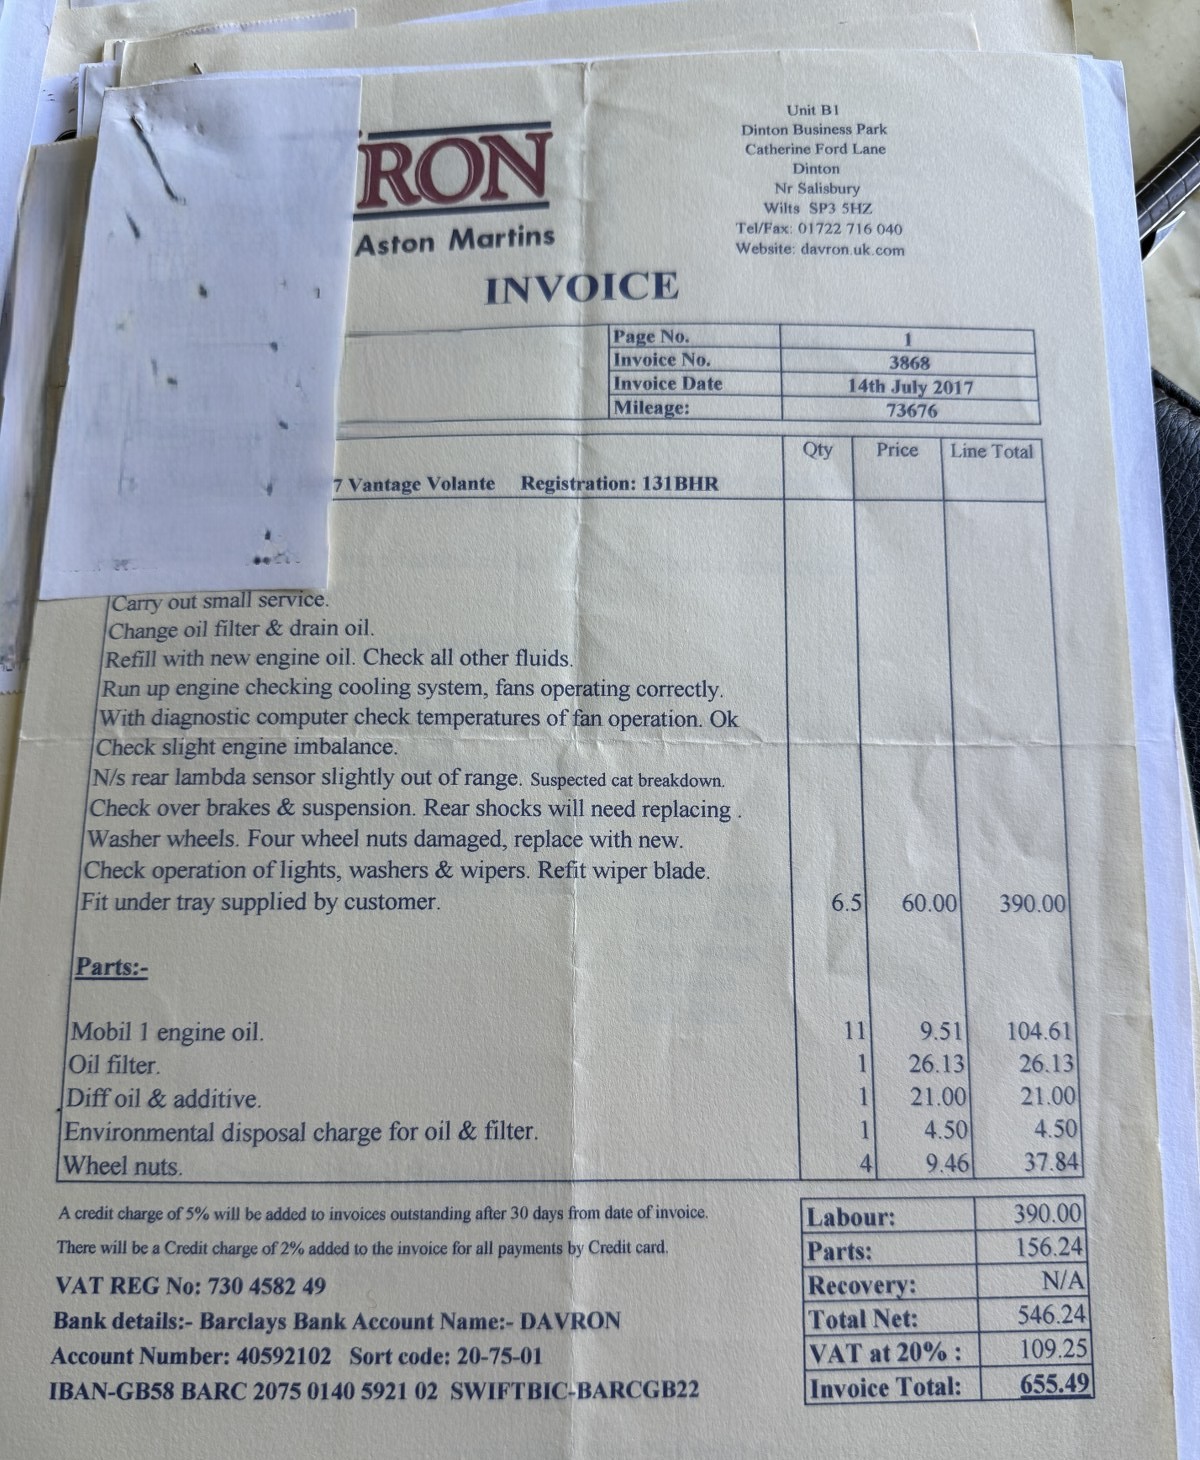 RON
Aston Martins
Unit B1
Dinton Business Park
Catherine Ford Lane
Dinton
Nr Salisbury
Wilts SP3 5HZ
Tel/Fax: 01722 716 040
Website: davron.uk.com
INVOICE
Page No. 1
Invoice No. 3868
Invoice Date 14th July 2017
Mileage: 73676
Qty Price Line Total
7 Vantage Volante Registration: 131BHR
Carry out small service.
Change oil filter & drain oil.
Refill with new engine oil. Check all other fluids.
Run up engine checking cooling system, fans operating correctly.
With diagnostic computer check temperatures of fan operation. Ok
Check slight engine imbalance.
N/s rear lambda sensor slightly out of range. Suspected cat breakdown.
Check over brakes & suspension. Rear shocks will need replacing .
Washer wheels. Four wheel nuts damaged, replace with new.
Check operation of lights, washers & wipers. Refit wiper blade.
Fit under tray supplied by customer. 6.5 60.00 390.00
Parts:-
Mobil 1 engine oil. 11 9.51 104.61
Oil filter. 1 26.13 26.13
Diff oil & additive. 1 21.00 21.00
Environmental disposal charge for oil & filter. 1 4.50 4.50
Wheel nuts. 4 9.46 37.84
A credit charge of 5% will be added to invoices outstanding after 30 days from date of invoice.
There will be a Credit charge of 2% added to the invoice for all payments by Credit card.
VAT REG No: 730 4582 49
Bank details:- Barclays Bank Account Name:- DAVRON
Account Number: 40592102 Sort code: 20-75-01
IBAN-GB58 BARC 2075 0140 5921 02 SWIFTBIC-BARCGB22
Labour: 390.00
Parts: 156.24
Recovery: N/A
Total Net: 546.24
VAT at 20% : 109.25
Invoice Total: 655.49